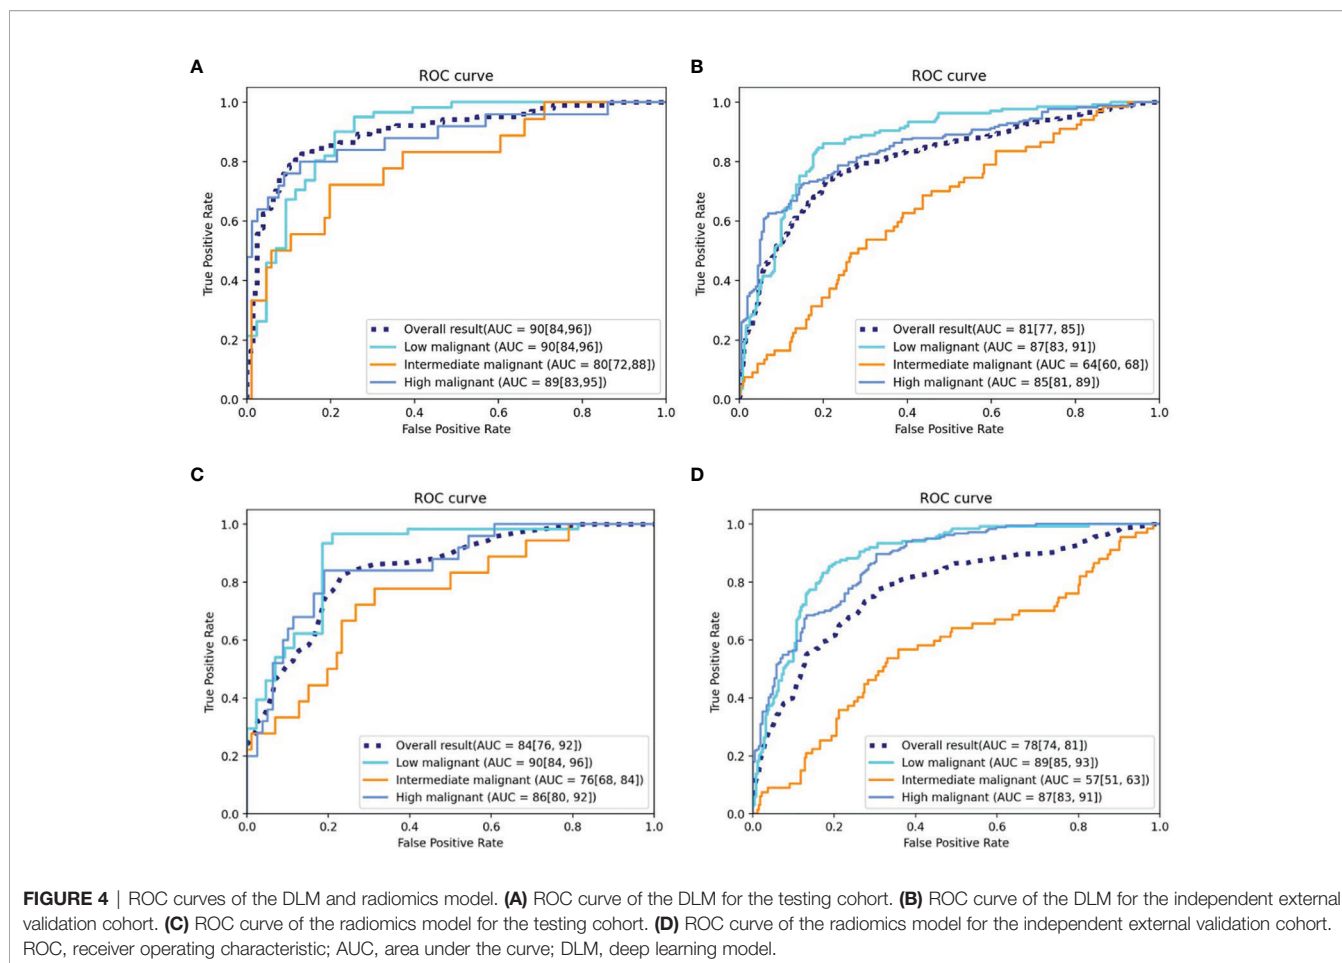 A
ROC curve
1.0
0.8
0.6
0.4
0.2
0.0
True Positive Rate
Overall result(AUC = 90[84,96])
Low malignant (AUC = 90[84,96])
Intermediate malignant (AUC = 80[72,88])
High malignant (AUC = 89[83,95])
0.0 0.2 0.4 0.6 0.8 1.0
False Positive Rate
B
ROC curve
1.0
0.8
0.6
0.4
0.2
0.0
True Positive Rate
Overall result(AUC = 81[77, 85])
Low malignant (AUC = 87[83, 91])
Intermediate malignant (AUC = 64[60, 68])
High malignant (AUC = 85[81, 89])
0.0 0.2 0.4 0.6 0.8 1.0
False Positive Rate
C
ROC curve
1.0
0.8
0.6
0.4
0.2
0.0
True Positive Rate
Overall result(AUC = 84[76, 92])
Low malignant (AUC = 90[84, 96])
Intermediate malignant (AUC = 76[68, 84])
High malignant (AUC = 86[80, 92])
0.0 0.2 0.4 0.6 0.8 1.0
False Positive Rate
D
ROC curve
1.0
0.8
0.6
0.4
0.2
0.0
True Positive Rate
Overall result(AUC = 78[74, 81])
Low malignant (AUC = 89[85, 93])
Intermediate malignant (AUC = 57[51, 63])
High malignant (AUC = 87[83, 91])
0.0 0.2 0.4 0.6 0.8 1.0
False Positive Rate
FIGURE 4 | ROC curves of the DLM and radiomics model. (A) ROC curve of the DLM for the testing cohort. (B) ROC curve of the DLM for the independent external
validation cohort. (C) ROC curve of the radiomics model for the testing cohort. (D) ROC curve of the radiomics model for the independent external validation cohort.
ROC, receiver operating characteristic; AUC, area under the curve; DLM, deep learning model.